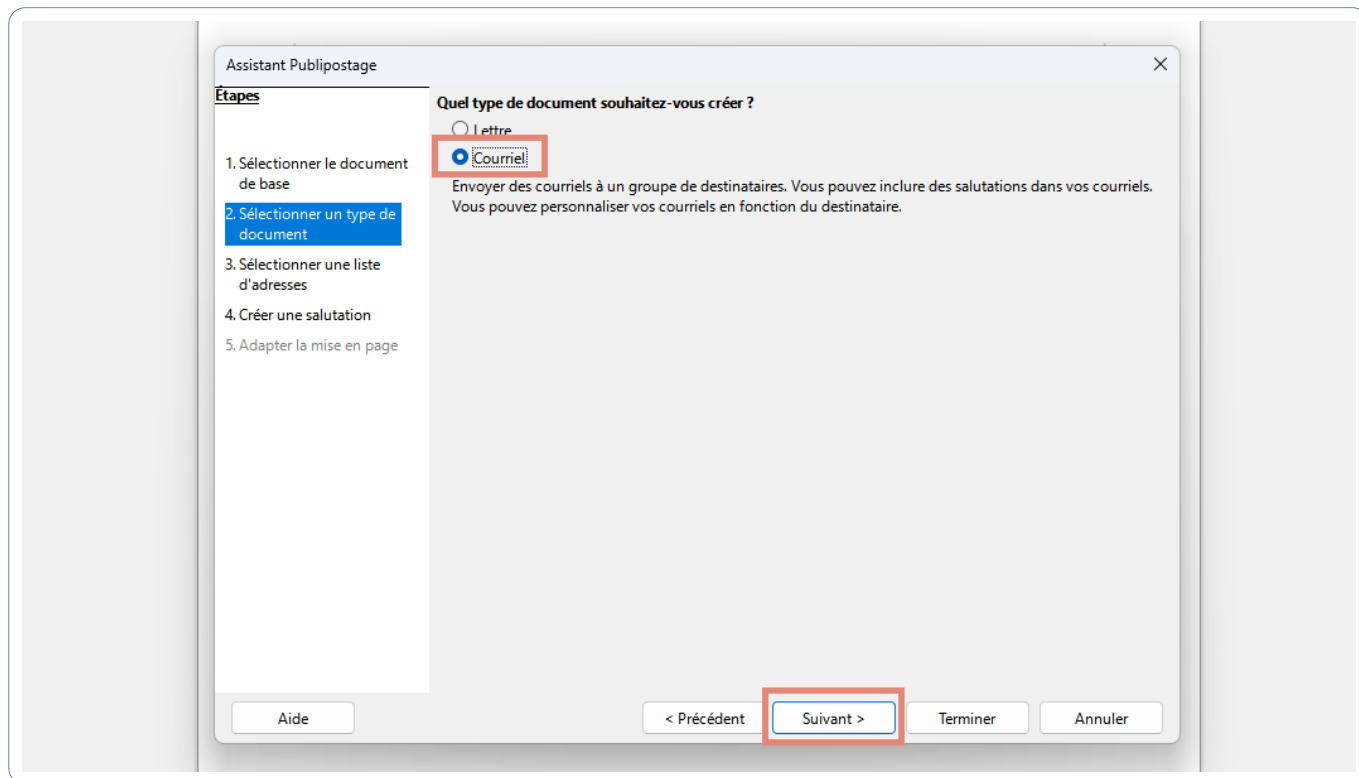 Assistant Publipostage
Étapes
1. Sélectionner le document
de base
2. Sélectionner un type de
document
3. Sélectionner une liste
d'adresses
4. Créer une salutation
5. Adapter la mise en page
Quel type de document souhaitez-vous créer ?
Lettre
Courriel
Envoyer des courriels à un groupe de destinataires. Vous pouvez inclure des salutations dans vos courriels.
Vous pouvez personnaliser vos courriels en fonction du destinataire.
Aide
< Précédent
Suivant >
Terminer
Annuler